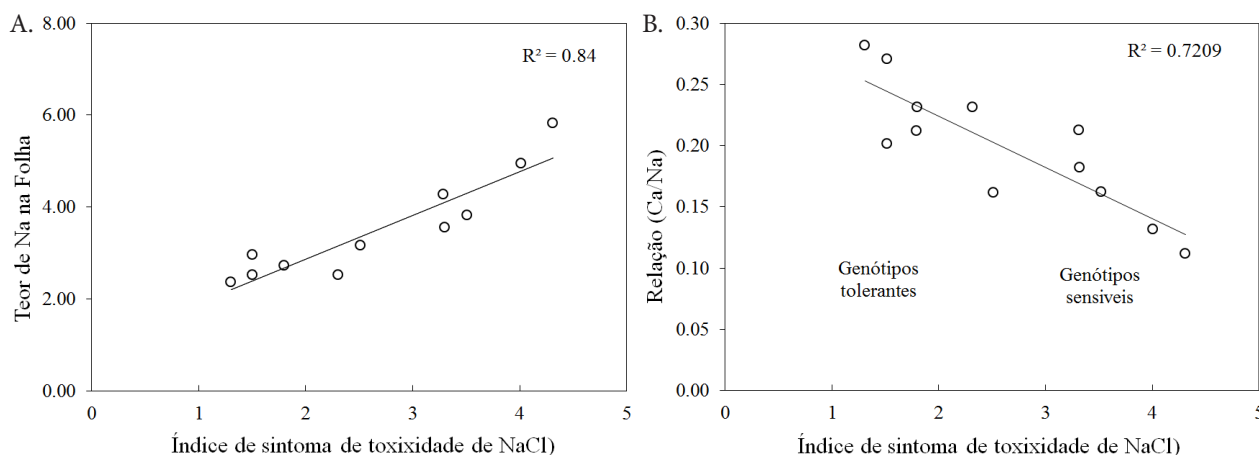 A.
8.00
6.00
4.00
2.00
0.00
Teor de Na na Folha
R² = 0.84
0 1 2 3 4 5
Índice de sintoma de toxixidade de NaCl)
B.
0.30
0.25
0.20
0.15
0.10
0.05
0.00
Relação (Ca/Na)
R² = 0.7209
Genótipos
tolerantes
Genótipos
sensiveis
0 1 2 3 4 5
Índice de sintoma de toxixidade de NaCl)